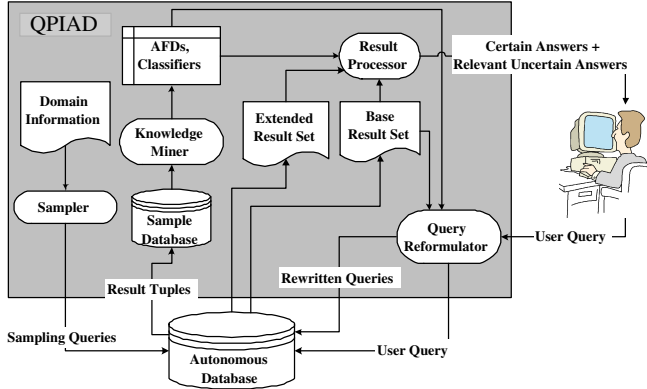 QPIAD
AFDs,
Classifiers
Result
Processor
Certain Answers +
Relevant Uncertain Answers
Domain
Information
Knowledge
Miner
Extended
Result Set
Base
Result Set
Sampler
Sample
Database
Query
Reformulator
User Query
Result Tuples
Rewritten Queries
Sampling Queries
Autonomous
Database
User Query